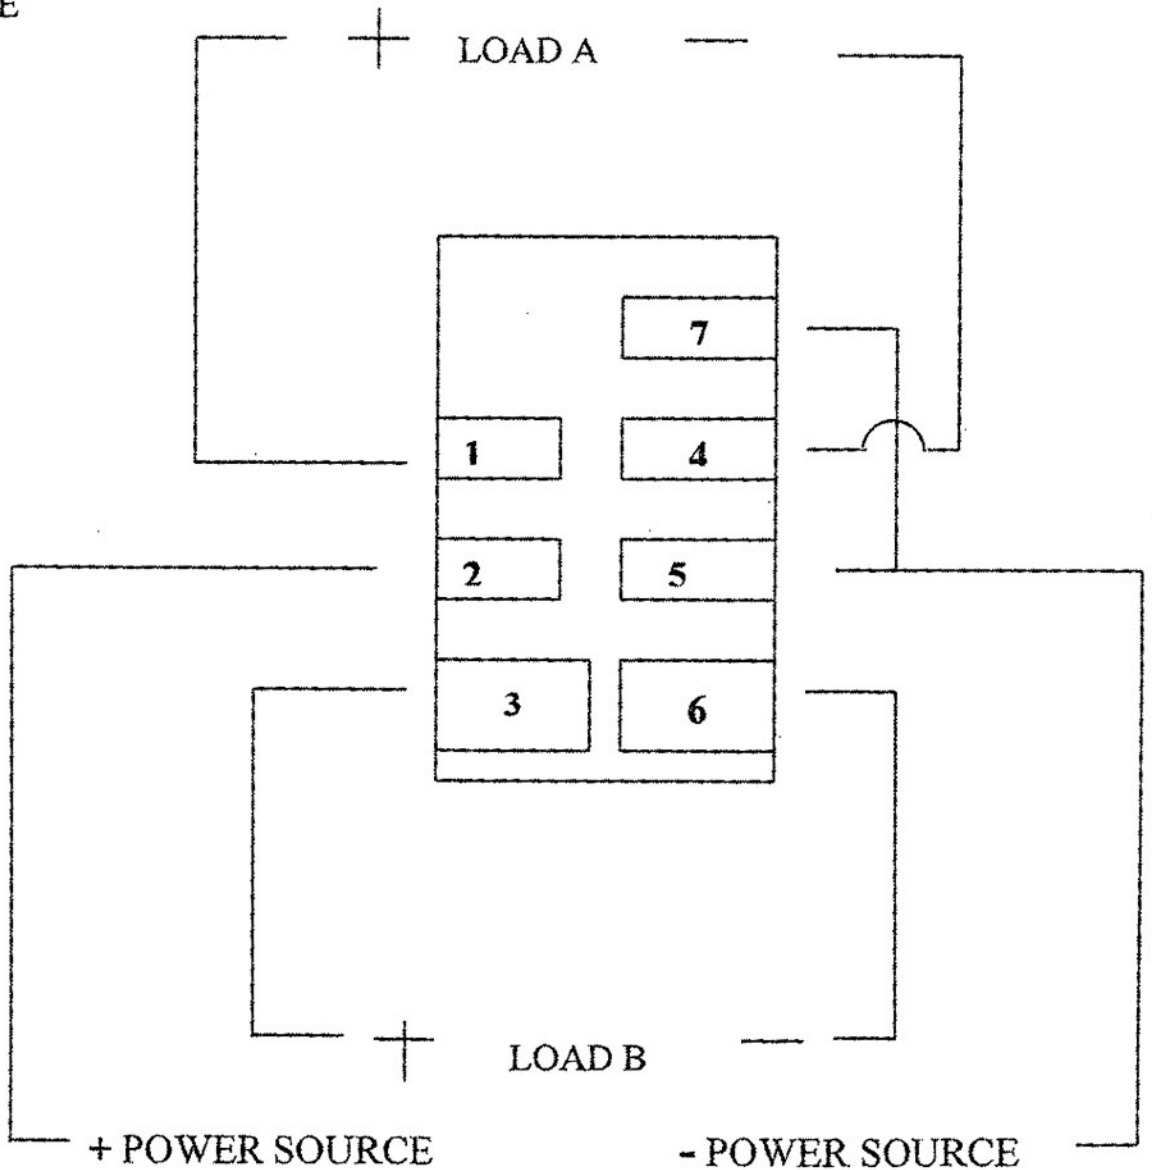 E
+ LOAD A —
7
1 4
2 5
3 6
+ LOAD B —
+ POWER SOURCE - POWER SOURCE